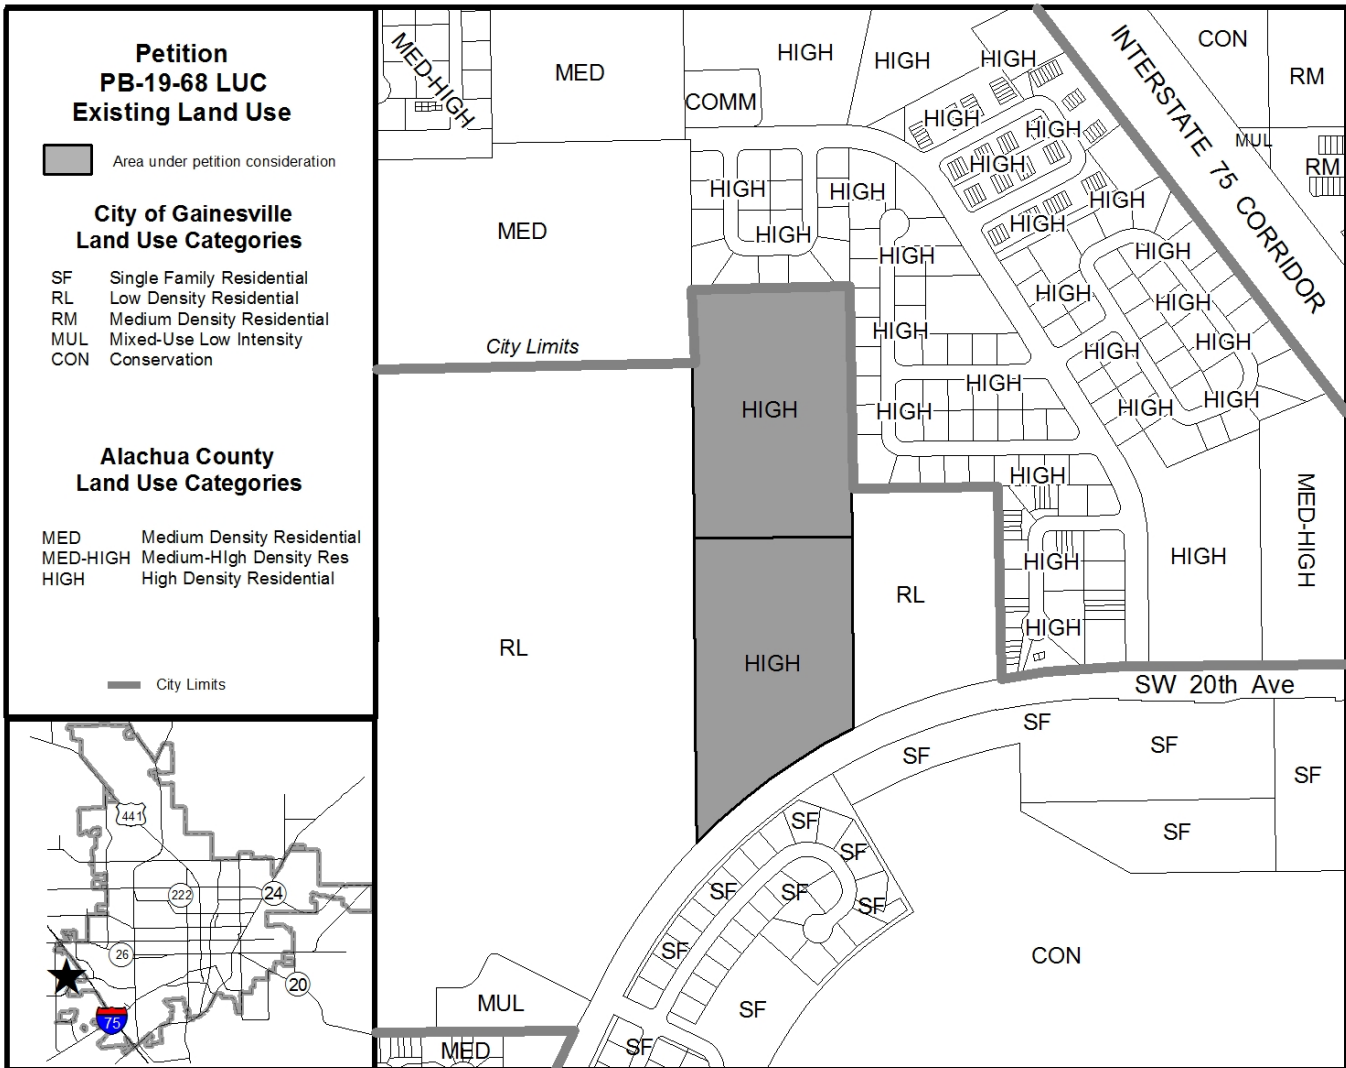 Petition
PB-19-68 LUC
Existing Land Use
Area under petition consideration
City of Gainesville
Land Use Categories
SF Single Family Residential
RL Low Density Residential
RM Medium Density Residential
MUL Mixed-Use Low Intensity
CON Conservation
Alachua County
Land Use Categories
MED Medium Density Residential
MED-HIGH Medium-HIgh Density Res
HIGH High Density Residential
City Limits
441
222
24
26
20
75
MED-HIGH
MED
HIGH
HIGH
HIGH
COMM
HIGH
HIGH
HIGH
INTERSTATE 75 CORRIDOR
CON
RM
MUL
RM
MED
HIGH
HIGH
HIGH
HIGH
HIGH
HIGH
HIGH
HIGH
HIGH
HIGH
HIGH
HIGH
City Limits
HIGH
HIGH
HIGH
HIGH
HIGH
HIGH
HIGH
HIGH
MED-HIGH
HIGH
HIGH
RL
HIGH
RL
HIGH
HIGH
SW 20th Ave
SF
SF
SF
SF
SF
SF
SF
SF
SF
SF
SF
CON
MUL
SF
SF
MED